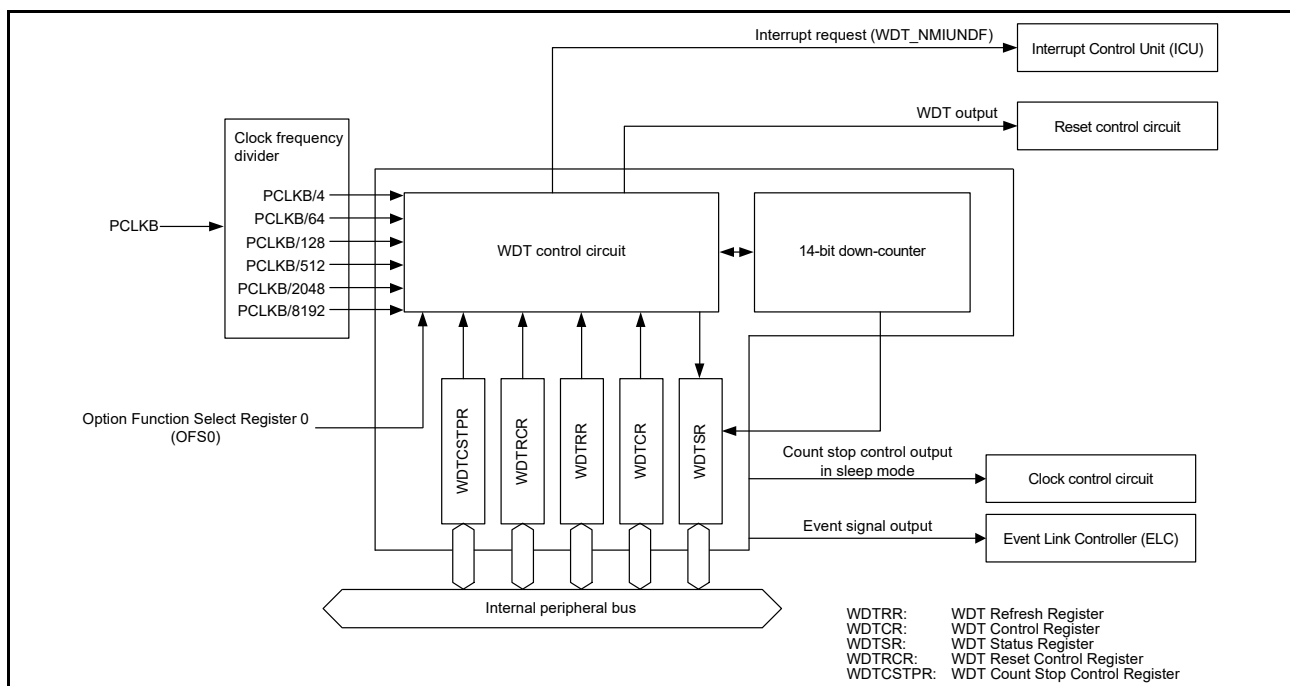 Interrupt request (WDT_NMIUNDF)
Interrupt Control Unit (ICU)
WDT output
Reset control circuit
Clock frequency
divider
PCLKB
PCLKB/4
PCLKB/64
PCLKB/128
PCLKB/512
PCLKB/2048
PCLKB/8192
WDT control circuit
14-bit down-counter
Option Function Select Register 0
(OFS0)
WDTCSTPR
WDTRCR
WDTRR
WDTCR
WDTSR
Count stop control output
in sleep mode
Clock control circuit
Event signal output
Event Link Controller (ELC)
Internal peripheral bus
WDTRR: WDT Refresh Register
WDTCR: WDT Control Register
WDTSR: WDT Status Register
WDTRCR: WDT Reset Control Register
WDTCSTPR: WDT Count Stop Control Register